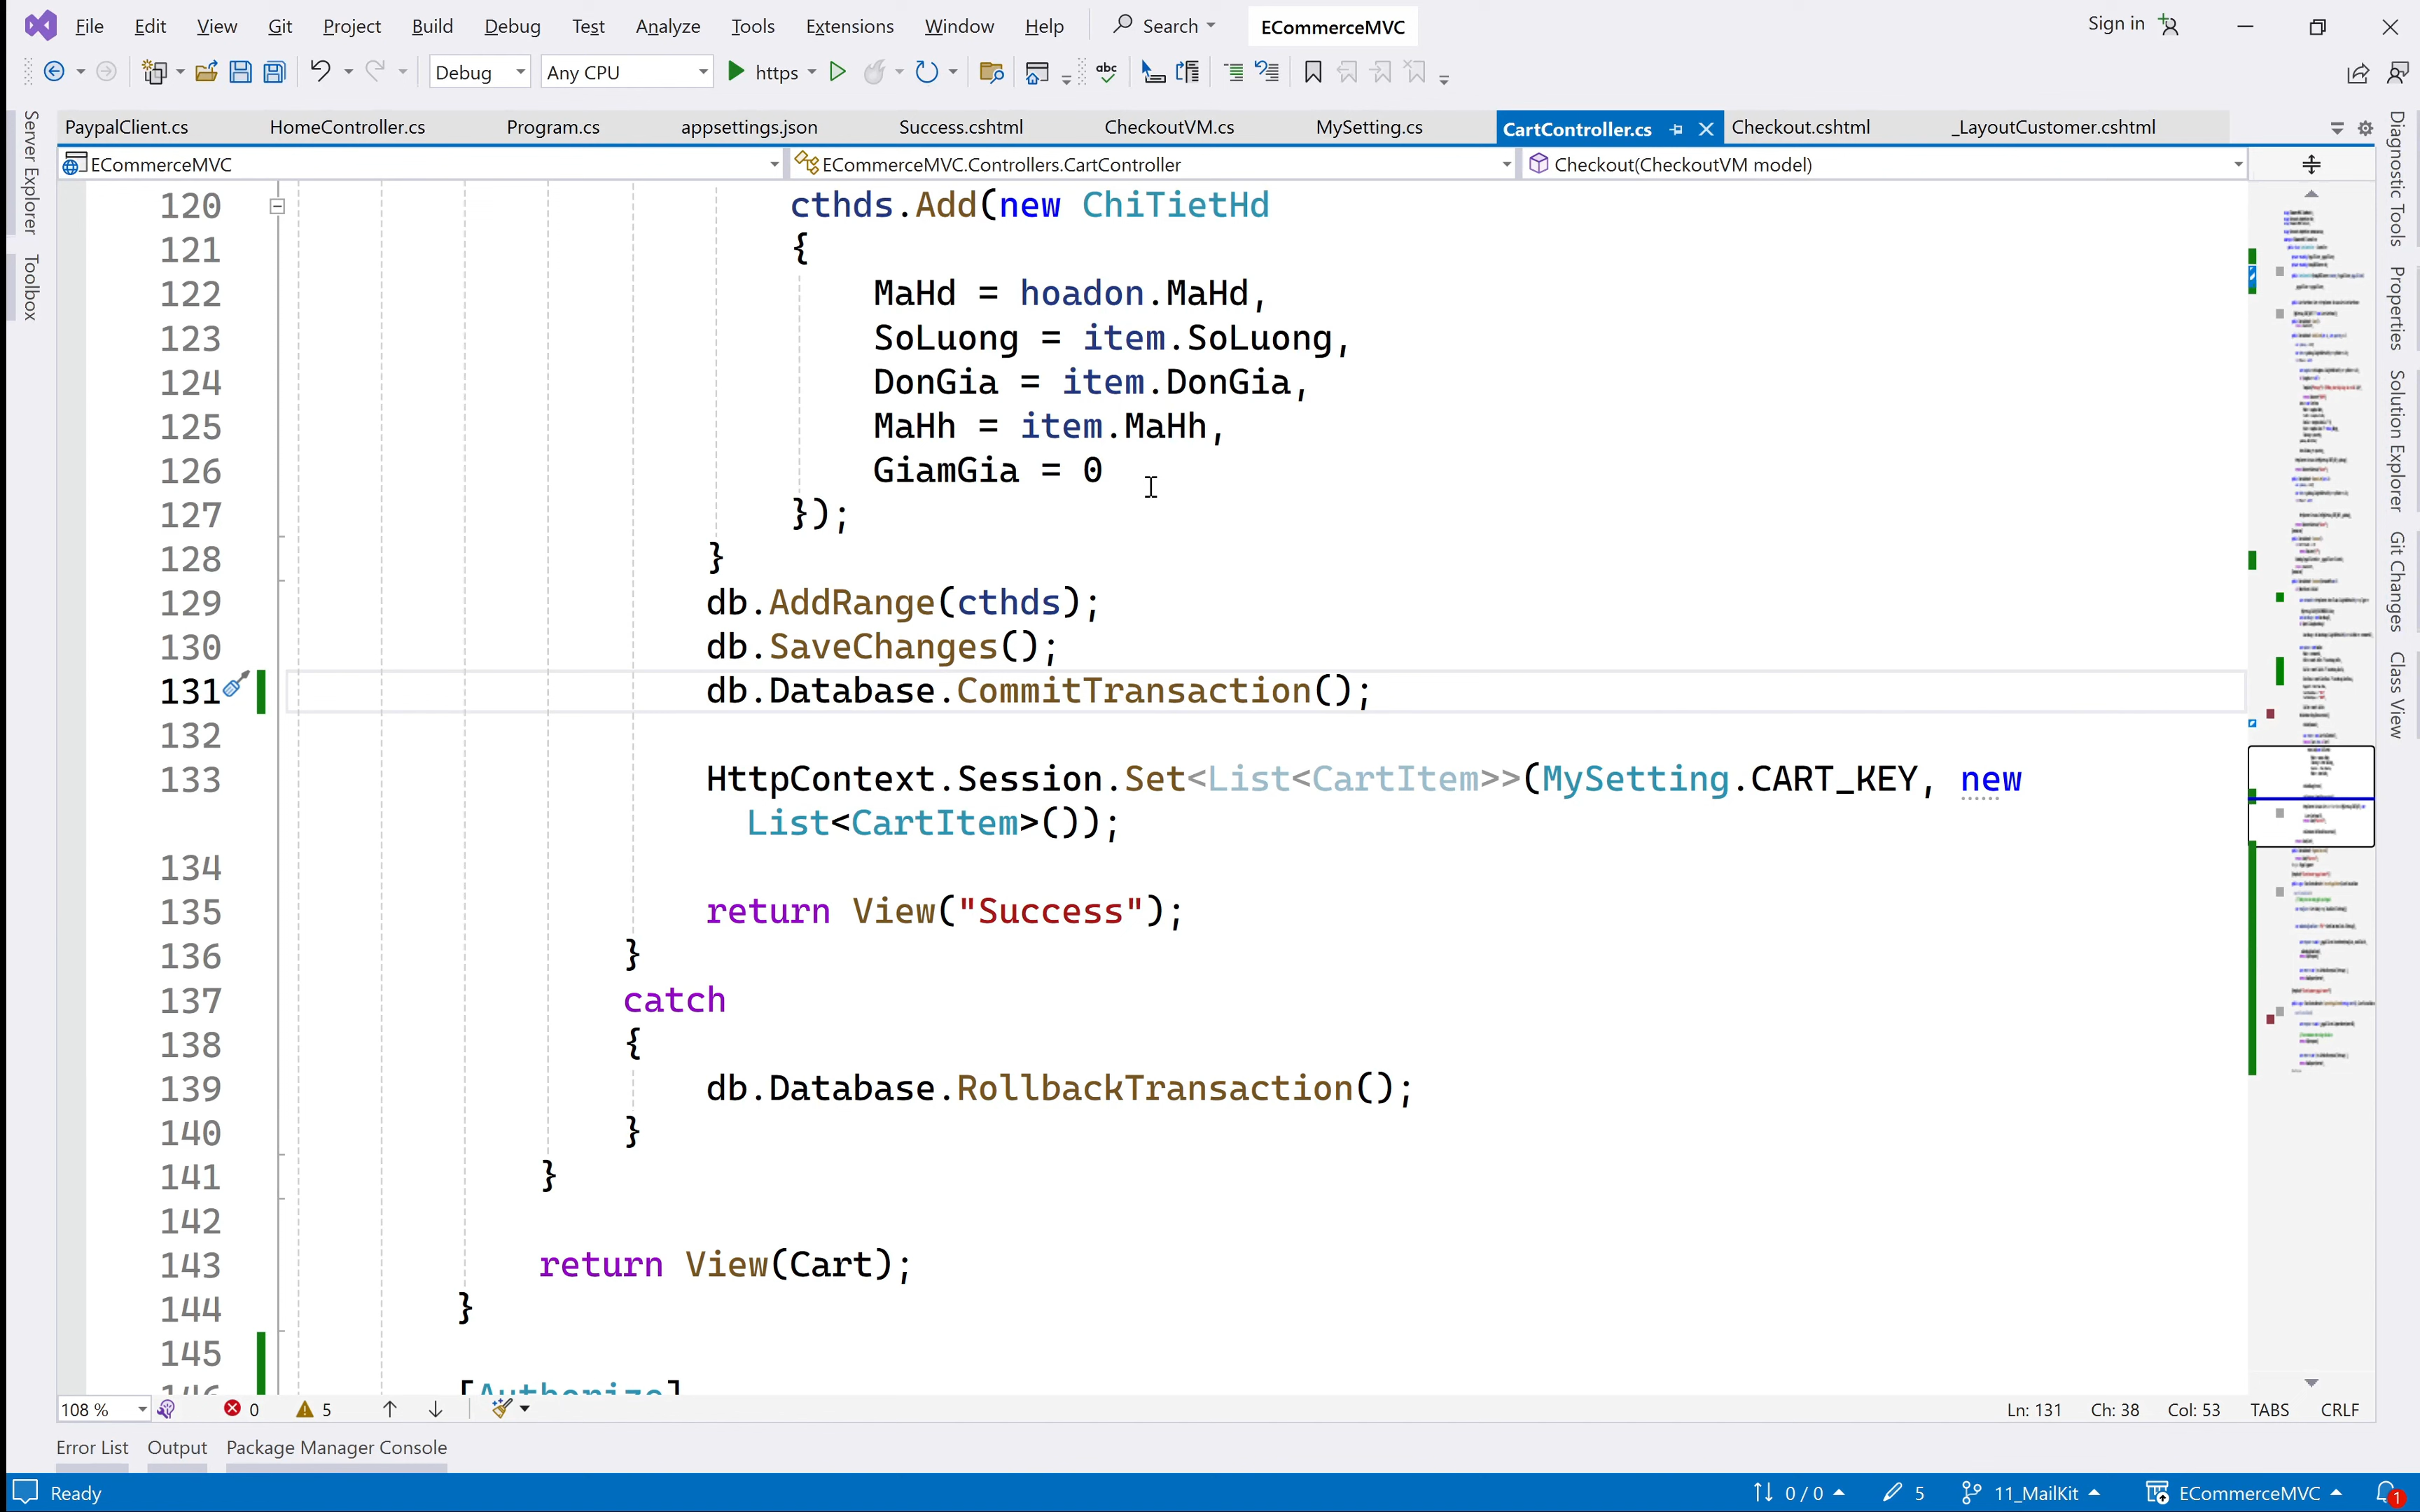 File Edit View Git Project Build Debug Test Analyze Tools Extensions Window Help Search ECommerceMVC Sign in
Debug Any CPU https
PaypalClient.cs HomeController.cs Program.cs appsettings.json Success.cshtml CheckoutVM.cs MySetting.cs CartController.cs Checkout.cshtml _LayoutCustomer.cshtml
ECommerceMVC ECommerceMVC.Controllers.CartController Checkout(CheckoutVM model)
Server Explorer
Toolbox
120 cthds.Add(new ChiTietHd
121 {
122 MaHd = hoadon.MaHd,
123 SoLuong = item.SoLuong,
124 DonGia = item.DonGia,
125 MaHh = item.MaHh,
126 GiamGia = 0
127 });
128 }
129 db.AddRange(cthds);
130 db.SaveChanges();
131 db.Database.CommitTransaction();
132
133 HttpContext.Session.Set<List<CartItem>>(MySetting.CART_KEY, new
List<CartItem>());
134
135 return View("Success");
136 }
137 catch
138 {
139 db.Database.RollbackTransaction();
140 }
141 }
142
143 return View(Cart);
144 }
145
146 [Authorize]
Diagnostic Tools
Properties
Solution Explorer
Git Changes
Class View
108 % 0 5 Ln: 131 Ch: 38 Col: 53 TABS CRLF
Error List Output Package Manager Console
Ready 0 / 0 5 11_MailKit ECommerceMVC 1